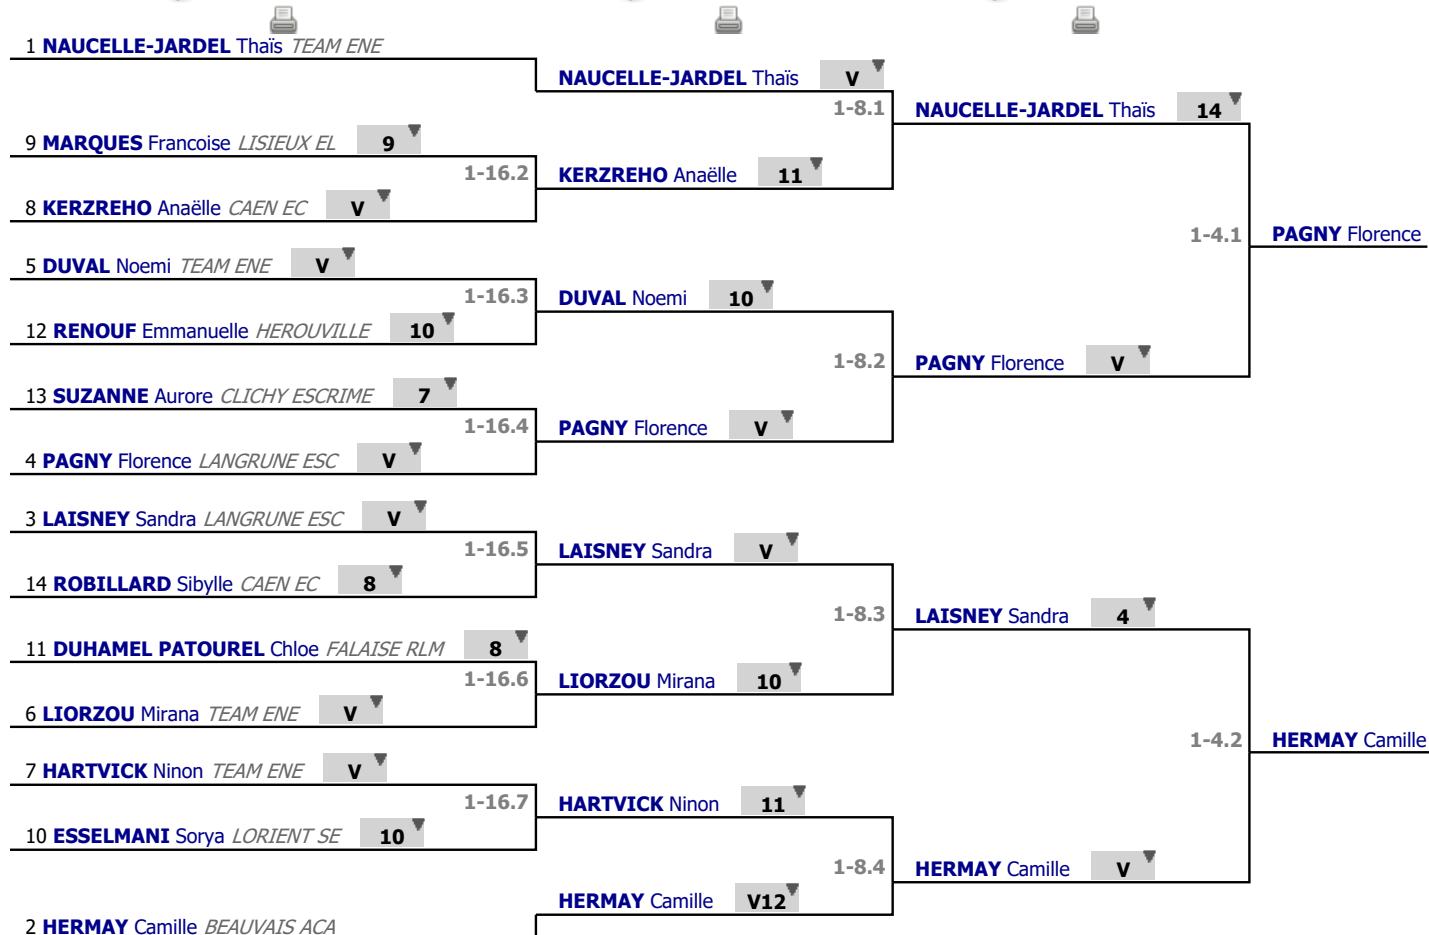 1 NAUCELLE-JARDEL Thaïs TEAM ENE
9 MARQUES Francoise LISIEUX EL 9
1-16.2
8 KERZREHO Anaëlle CAEN EC V
5 DUVAL Noemi TEAM ENE V
1-16.3
12 RENOUF Emmanuelle HEROUVILLE 10
13 SUZANNE Aurore CLICHY ESCRIME 7
1-16.4
4 PAGNY Florence LANGRUNE ESC V
3 LAISNEY Sandra LANGRUNE ESC V
1-16.5
14 ROBILLARD Sibylle CAEN EC 8
11 DUHAMEL PATOUREL Chloe FALAISE RLM 8
1-16.6
6 LIORZOU Mirana TEAM ENE V
7 HARTVICK Ninon TEAM ENE V
1-16.7
10 ESSELMANI Sorya LORIENT SE 10
2 HERMAY Camille BEAUVAIS ACA
NAUCELLE-JARDEL Thaïs V
1-8.1
KERZREHO Anaëlle 11
DUVAL Noemi 10
1-8.2
PAGNY Florence V
LAISNEY Sandra V
1-8.3
LIORZOU Mirana 10
HARTVICK Ninon 11
1-8.4
HERMAY Camille V12
NAUCELLE-JARDEL Thaïs 14
1-4.1
PAGNY Florence V
LAISNEY Sandra 4
1-4.2
HERMAY Camille V
PAGNY Florence
HERMAY Camille